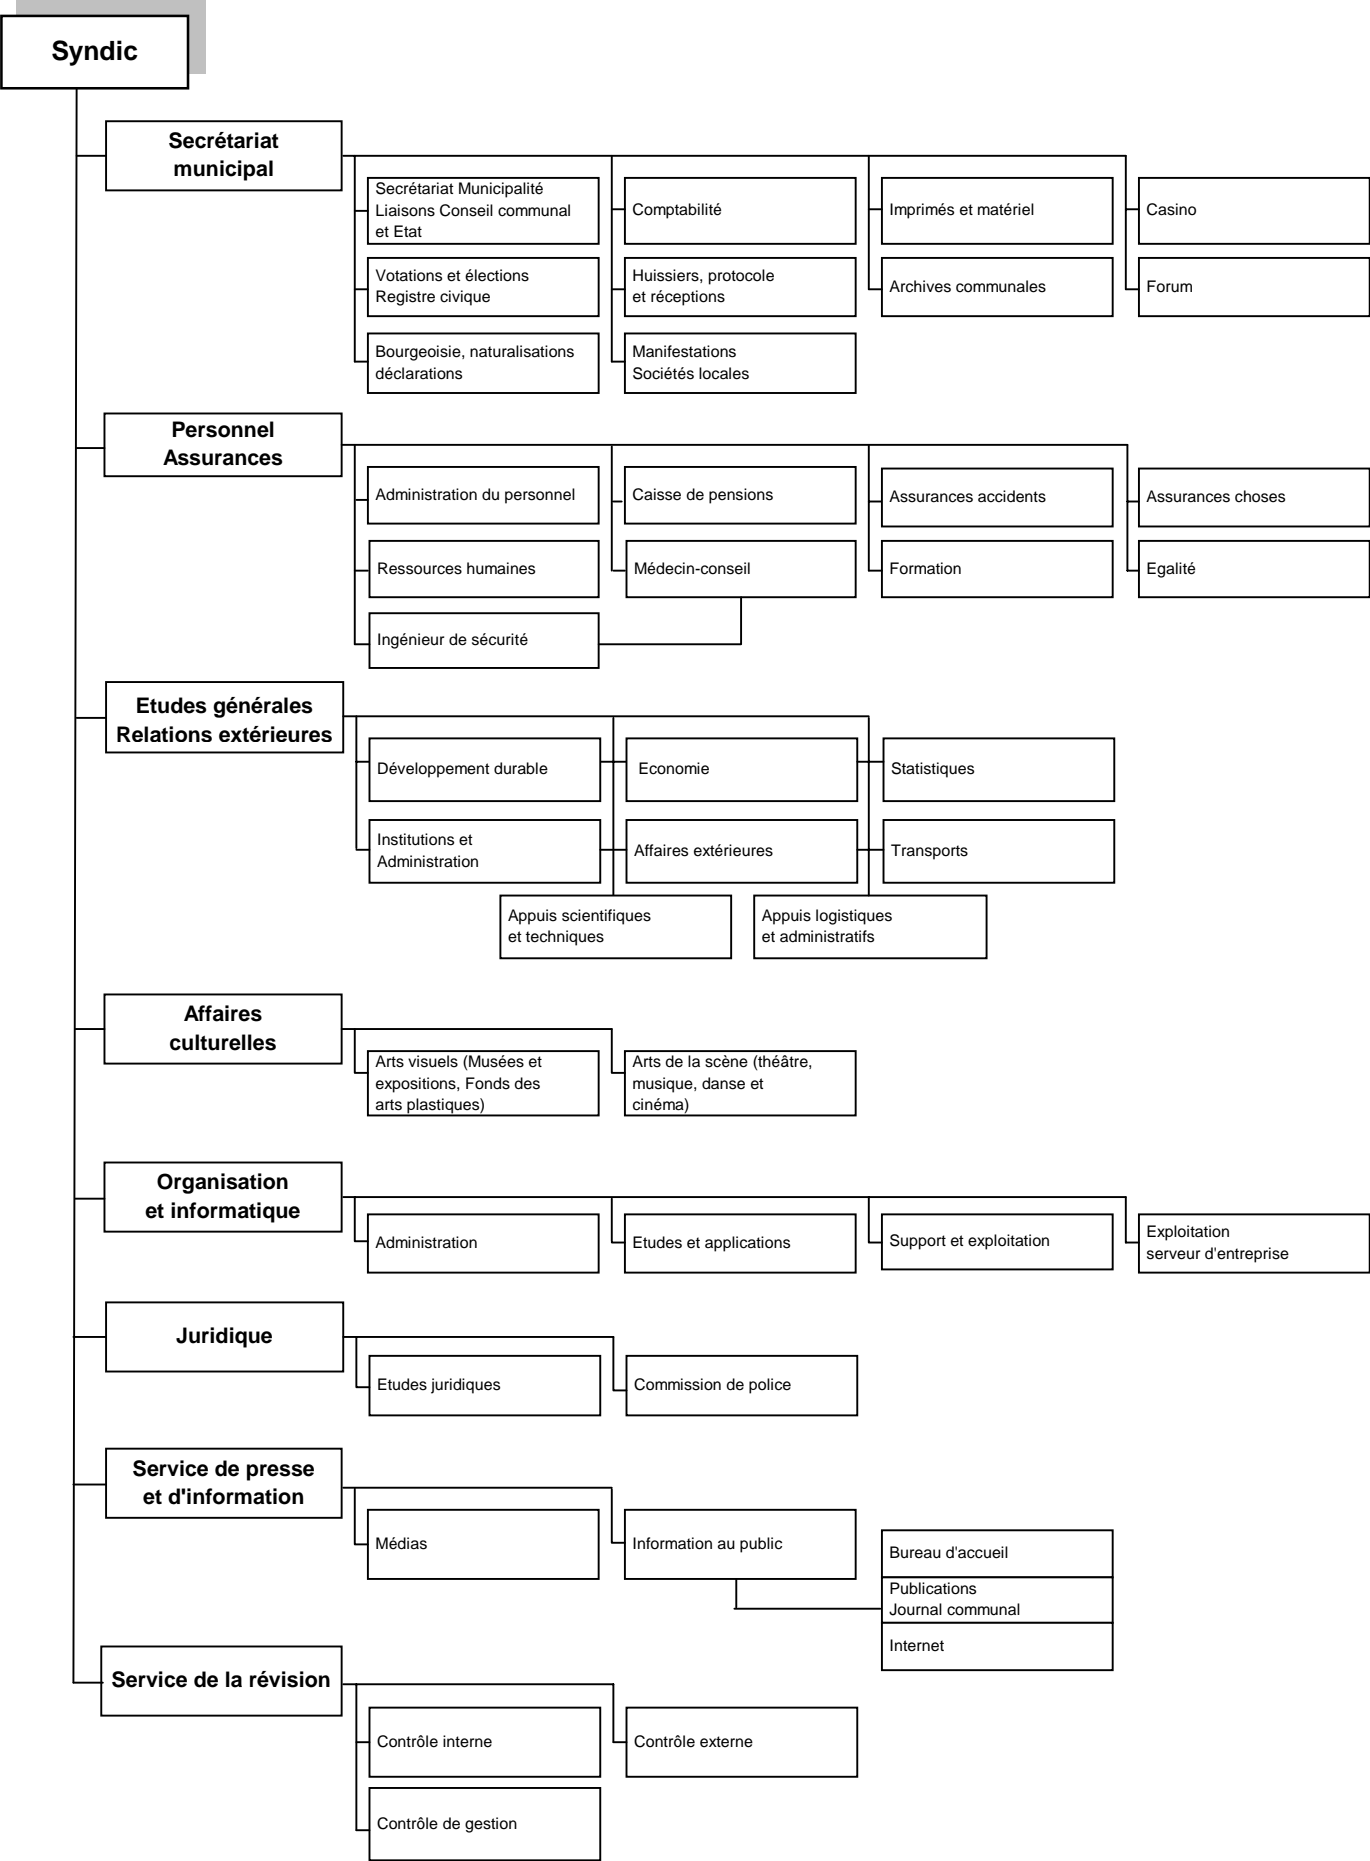 Syndic
Secrétariat
municipal
Secrétariat Municipalité
Liaisons Conseil communal
et Etat
Comptabilité
Imprimés et matériel
Casino
Votations et élections
Registre civique
Huissiers, protocole
et réceptions
Archives communales
Forum
Bourgeoisie, naturalisations
déclarations
Manifestations
Sociétés locales
Personnel
Assurances
Administration du personnel
Caisse de pensions
Assurances accidents
Assurances choses
Ressources humaines
Médecin-conseil
Formation
Egalité
Ingénieur de sécurité
Etudes générales
Relations extérieures
Développement durable
Economie
Statistiques
Institutions et
Administration
Affaires extérieures
Transports
Appuis scientifiques
et techniques
Appuis logistiques
et administratifs
Affaires
culturelles
Arts visuels (Musées et
expositions, Fonds des
arts plastiques)
Arts de la scène (théâtre,
musique, danse et
cinéma)
Organisation
et informatique
Administration
Etudes et applications
Support et exploitation
Exploitation
serveur d'entreprise
Juridique
Etudes juridiques
Commission de police
Service de presse
et d'information
Médias
Information au public
Bureau d'accueil
Publications
Journal communal
Internet
Service de la révision
Contrôle interne
Contrôle externe
Contrôle de gestion